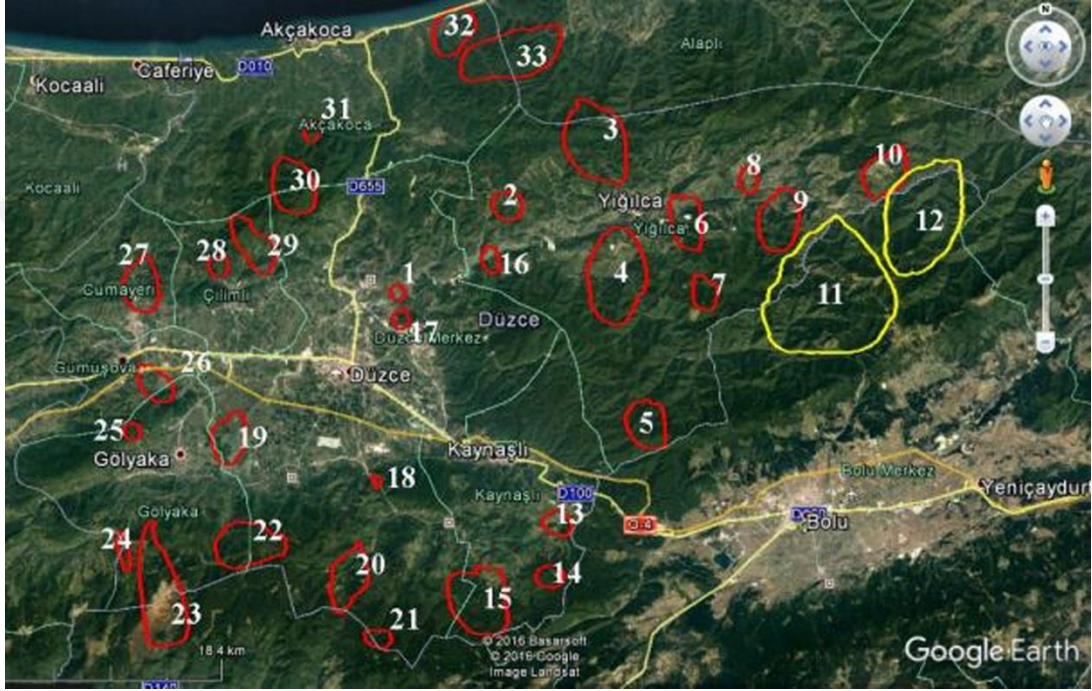 Akçakoca
32
33
Alaplı
N
Caferiye
D010
Kocaali
31
Akçakoca
3
10
8
Kocaali
30
D655
2
Yığılca
9
12
6
Yığılca
29
28
27
16
4
7
11
Cumayeri
Çilimli
1
17
Düzce
Düzce Merkez
26
Gümüşova
Düzce
5
25
19
Gölyaka
Kaynaşlı
Bolu Merkez
18
Kaynaşlı
D100
Yeniçaydurt
Gölyaka
13
O-4
Bolu
24
22
20
14
15
23
21
18.4 km
© 2016 Basarsoft
© 2016 Google
Image Landsat
Google Earth